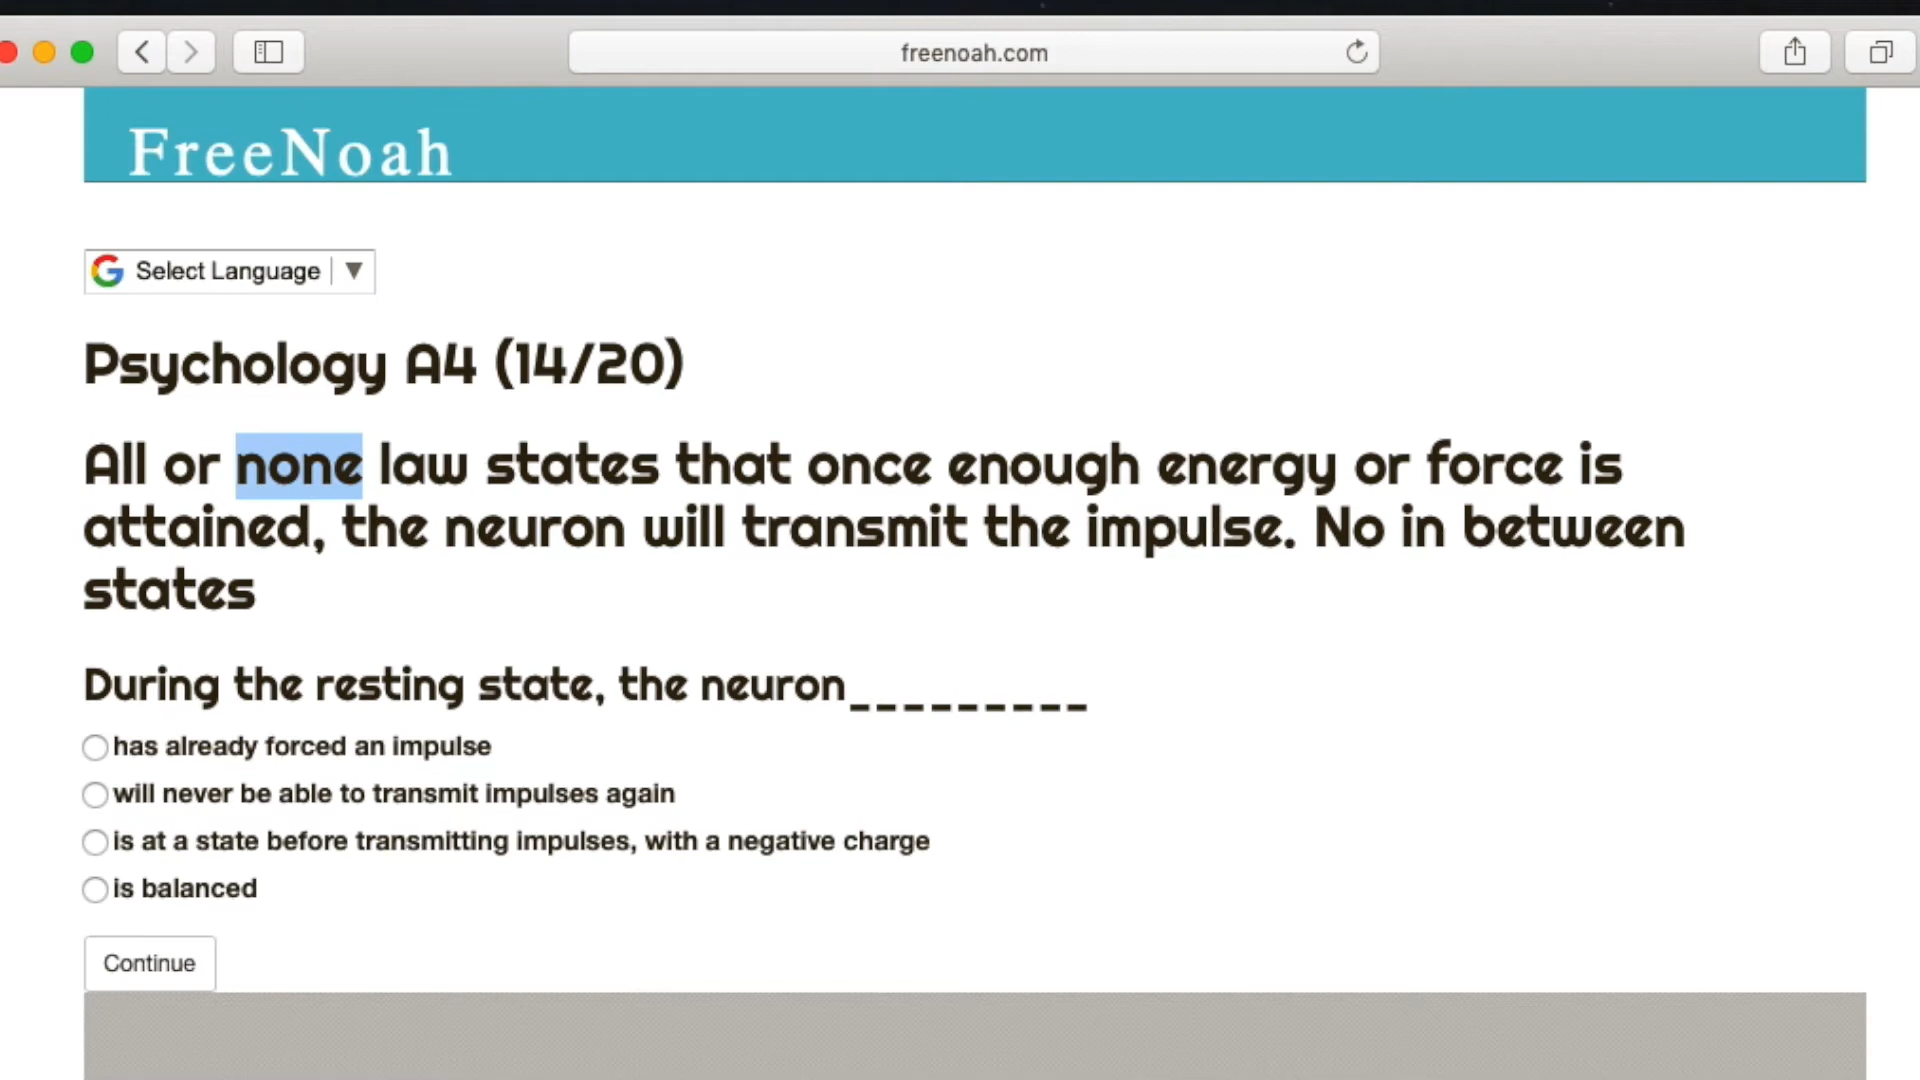 freenoah.com
FreeNoah
Select Language ▼
Psychology A4 (14/20)
All or none law states that once enough energy or force is
attained, the neuron will transmit the impulse. No in between
states
During the resting state, the neuron_________
has already forced an impulse
will never be able to transmit impulses again
is at a state before transmitting impulses, with a negative charge
is balanced
Continue